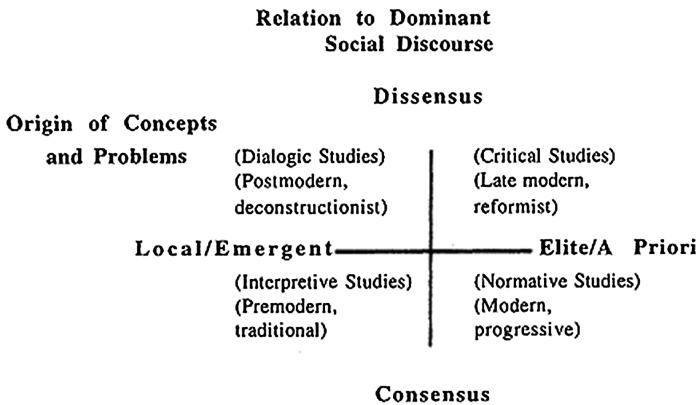 Relation to Dominant
Social Discourse
Dissensus
Origin of Concepts
and Problems
(Dialogic Studies)
(Postmodern,
deconstructionist)
(Critical Studies)
(Late modern,
reformist)
Local/Emergent
Elite/A Priori
(Interpretive Studies)
(Premodern,
traditional)
(Normative Studies)
(Modern,
progressive)
Consensus